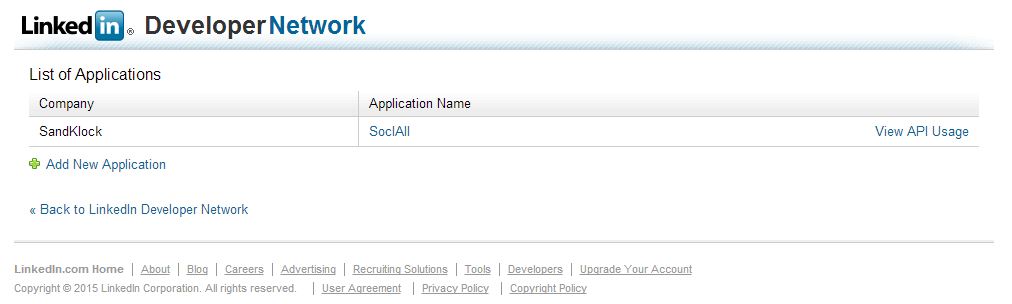 Linked in ® Developer Network
List of Applications
Company Application Name
SandKlock SoclAll View API Usage
Add New Application
« Back to LinkedIn Developer Network
LinkedIn.com Home | About | Blog | Careers | Advertising | Recruiting Solutions | Tools | Developers | Upgrade Your Account
Copyright © 2015 LinkedIn Corporation. All rights reserved. | User Agreement | Privacy Policy | Copyright Policy